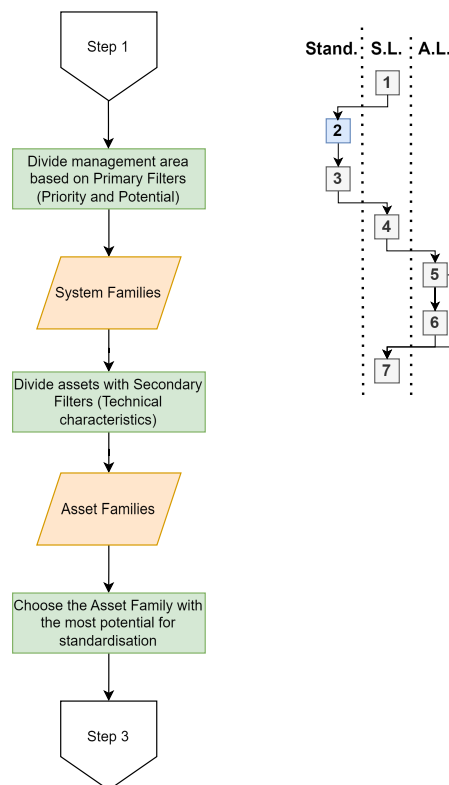 Step 1
Divide management area
based on Primary Filters
(Priority and Potential)
System Families
Divide assets with Secondary
Filters (Technical
characteristics)
Asset Families
Choose the Asset Family with
the most potential for
standardisation
Step 3
Stand. S.L. A.L.
1
2
3
4
5
6
7